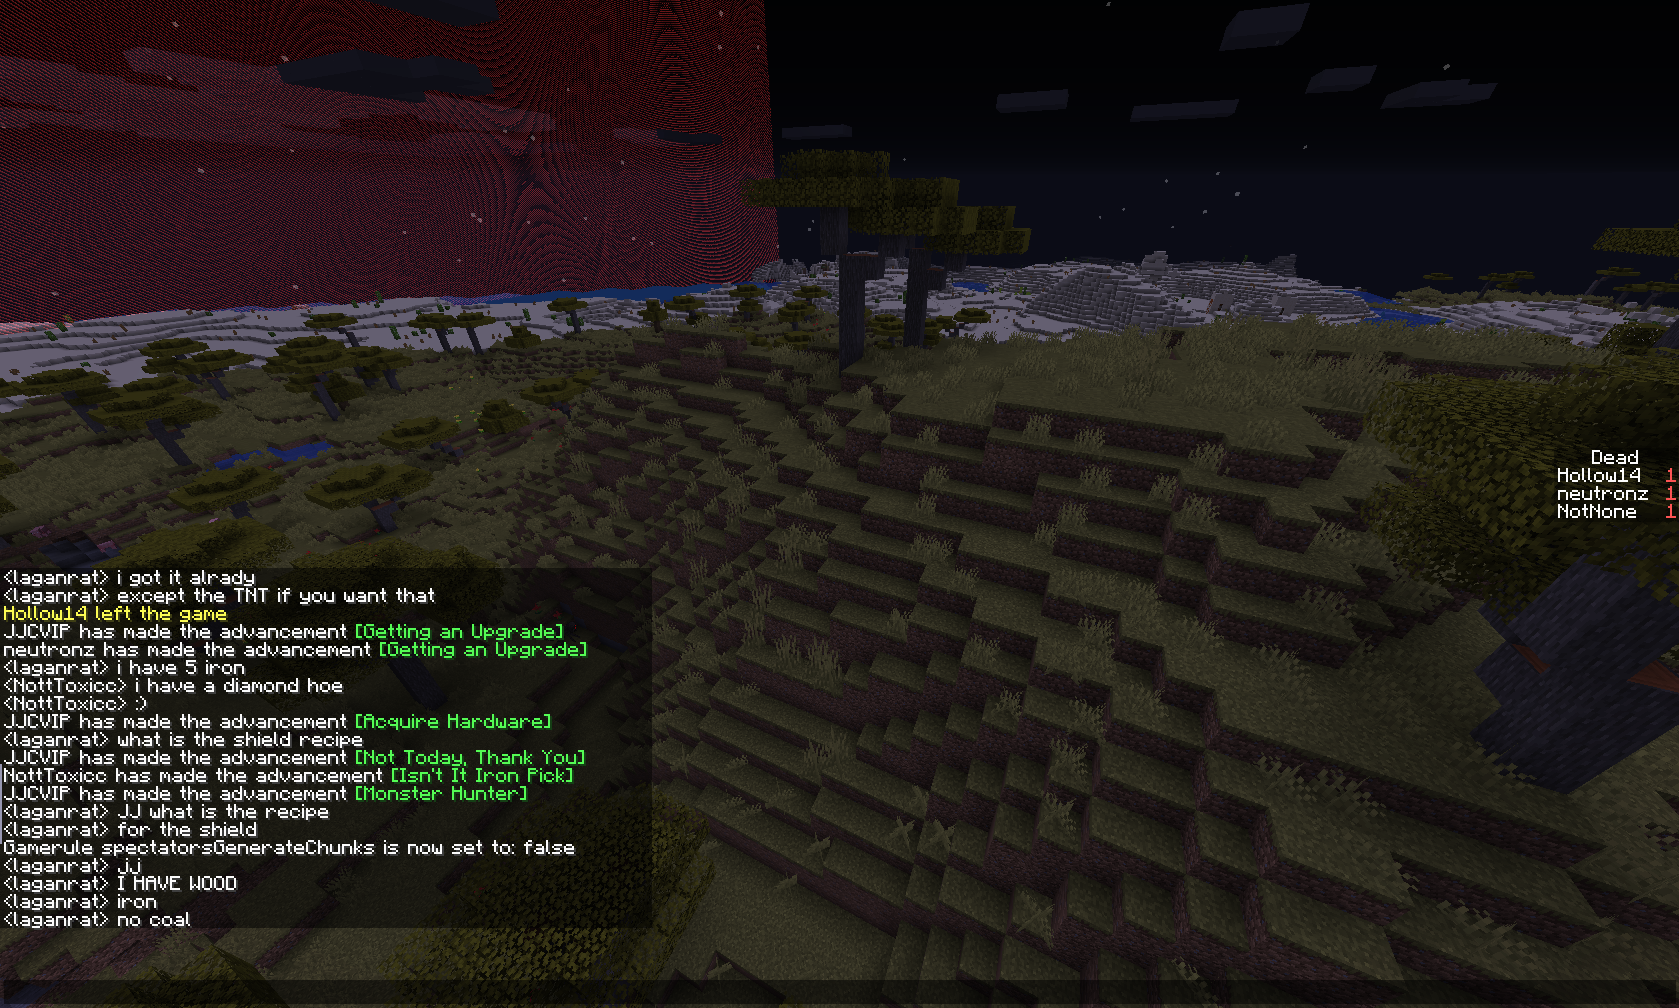 Dead
Hollow14 1
neutronz 1
NotNone 1
<laganrat> i got it alrady
<laganrat> except the TNT if you want that
Hollow14 left the game
JJCVIP has made the advancement [Getting an Upgrade]
neutronz has made the advancement [Getting an Upgrade]
<laganrat> i have 5 iron
<NottToxicc> i have a diamond hoe
<NottToxicc> :)
JJCVIP has made the advancement [Acquire Hardware]
<laganrat> what is the shield recipe
JJCVIP has made the advancement [Not Today, Thank You]
NottToxicc has made the advancement [Isn't It Iron Pick]
JJCVIP has made the advancement [Monster Hunter]
<laganrat> JJ what is the recipe
<laganrat> for the shield
Gamerule spectatorsGenerateChunks is now set to: false
<laganrat> jj
<laganrat> I HAVE WOOD
<laganrat> iron
<laganrat> no coal